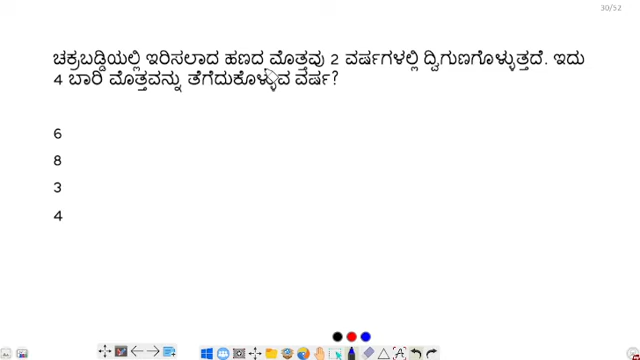 30/52
ಚಕ್ರಬಡ್ಡಿಯಲ್ಲಿ ಇರಿಸಲಾದ ಹಣದ ಮೊತ್ತವು 2 ವರ್ಷಗಳಲ್ಲಿ ದ್ವಿಗುಣಗೊಳ್ಳುತ್ತದೆ. ಇದು
4 ಬಾರಿ ಮೊತ್ತವನ್ನು ತೆಗೆದುಕೊಳ್ಳುವ ವರ್ಷ?
6
8
3
4